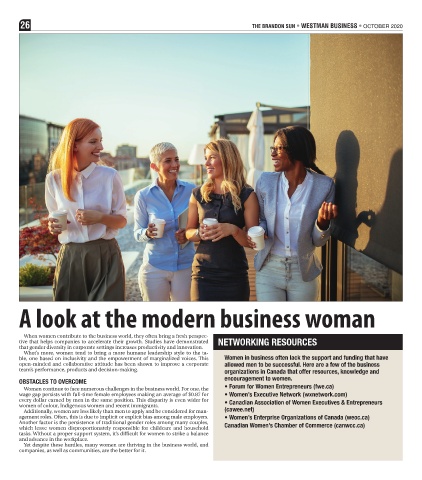 26
THE BRANDON SUN • WESTMAN BUSINESS • OCTOBER 2020
A look at the modern business woman
When women contribute to the business world, they often bring a fresh perspec-
tive that helps companies to accelerate their growth. Studies have demonstrated
that gender diversity in corporate settings increases productivity and innovation.
What's more, women tend to bring a more humane leadership style to the ta-
ble, one based on inclusivity and the empowerment of marginalized voices. This
open-minded and collaborative attitude has been shown to improve a corporate
team's performance, products and decision-making.
OBSTACLES TO OVERCOME
Women continue to face numerous challenges in the business world. For one, the
wage gap persists with full-time female employees making an average of $0.87 for
every dollar earned by men in the same position. This disparity is even wider for
women of colour, Indigenous women and recent immigrants.
Additionally, women are less likely than men to apply and be considered for man-
agement roles. Often, this is due to implicit or explicit bias among male employers.
Another factor is the persistence of traditional gender roles among many couples,
which leave women disproportionately responsible for childcare and household
tasks. Without a proper support system, it's difficult for women to strike a balance
and advance in the workplace.
Yet despite these hurdles, many women are thriving in the business world, and
companies, as well as communities, are the better for it.
NETWORKING RESOURCES
Women in business often lack the support and funding that have
allowed men to be successful. Here are a few of the business
organizations in Canada that offer resources, knowledge and
encouragement to women.
• Forum for Women Entrepreneurs (fwe.ca)
• Women's Executive Network (wxnetwork.com)
• Canadian Association of Women Executives & Entrepreneurs
(cawee.net)
• Women's Enterprise Organizations of Canada (weoc.ca)
Canadian Women's Chamber of Commerce (canwcc.ca)